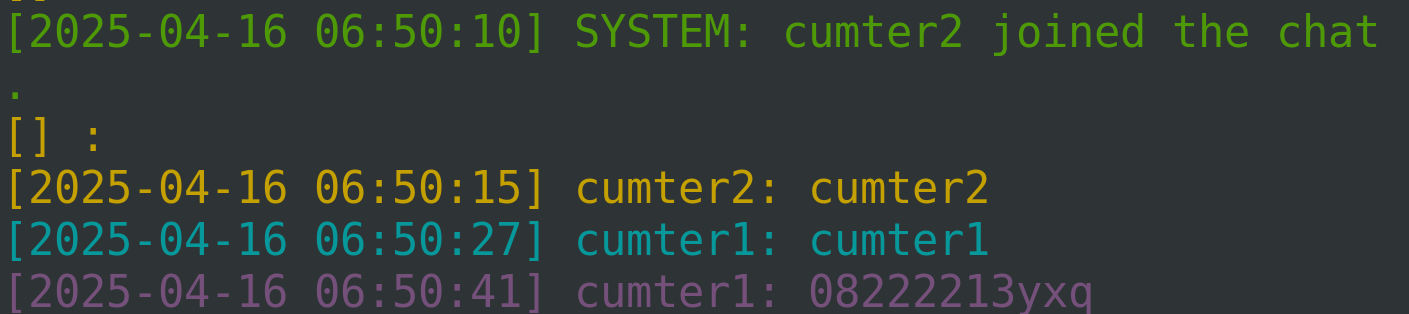 [2025-04-16 06:50:10] SYSTEM: cumter2 joined the chat
.
[] :
[2025-04-16 06:50:15] cumter2: cumter2
[2025-04-16 06:50:27] cumter1: cumter1
[2025-04-16 06:50:41] cumter1: 08222213yxq